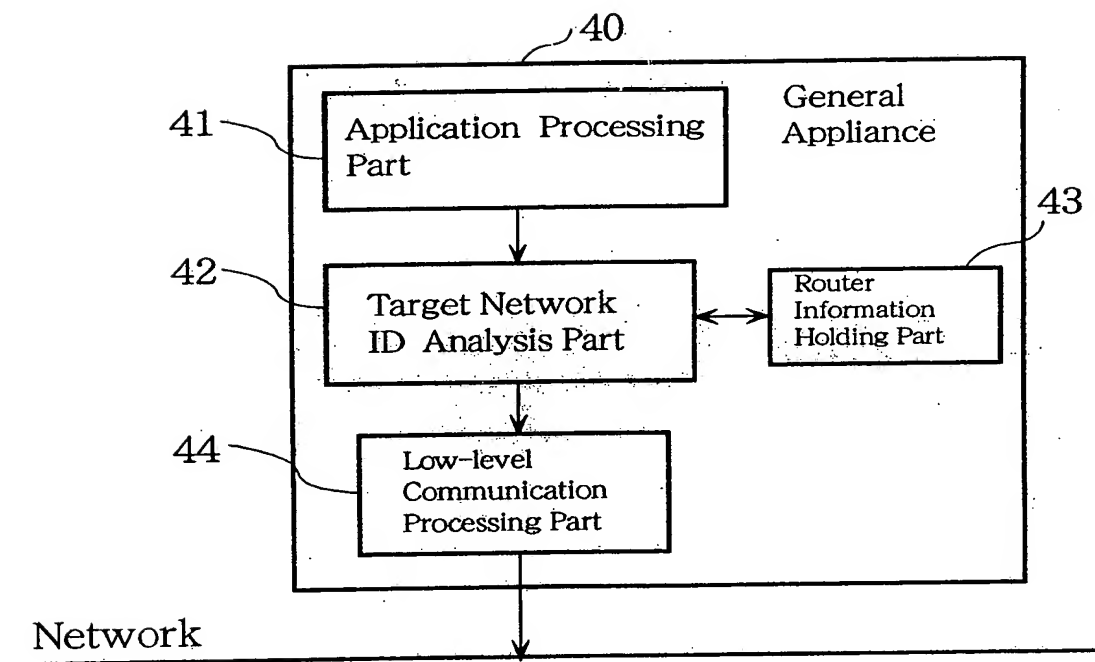 40
General
Appliance
41
Application Processing
Part
43
42
Target Network
ID Analysis Part
Router
Information
Holding Part
44
Low-level
Communication
Processing Part
Network